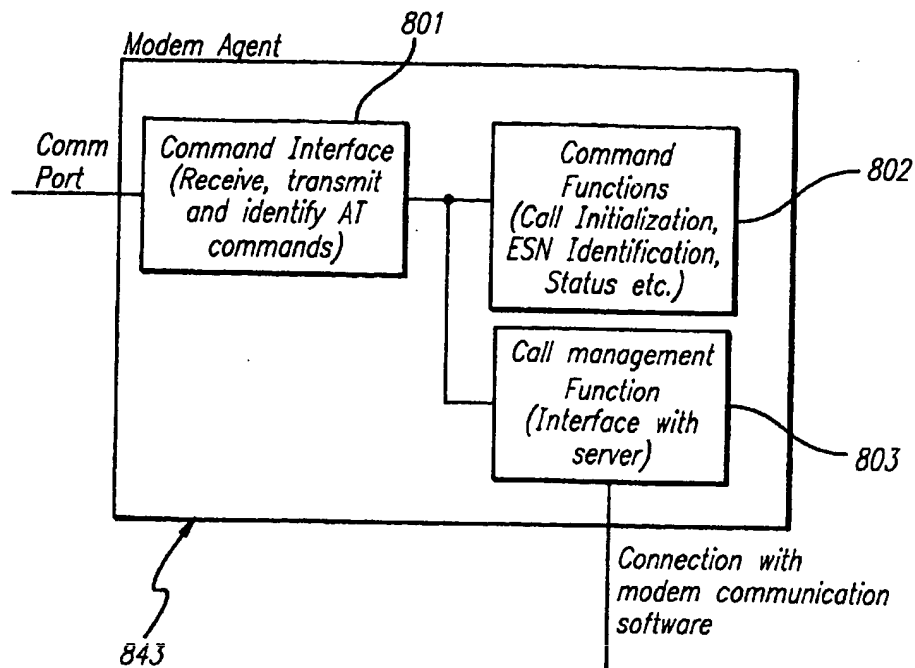 801
Modem Agent
Comm
Port
Command Interface
(Receive, transmit
and identify AT
commands)
Command
Functions
(Call Initialization,
ESN Identification,
Status etc.)
802
Call management
Function
(Interface with
server)
803
Connection with
modem communication
software
843